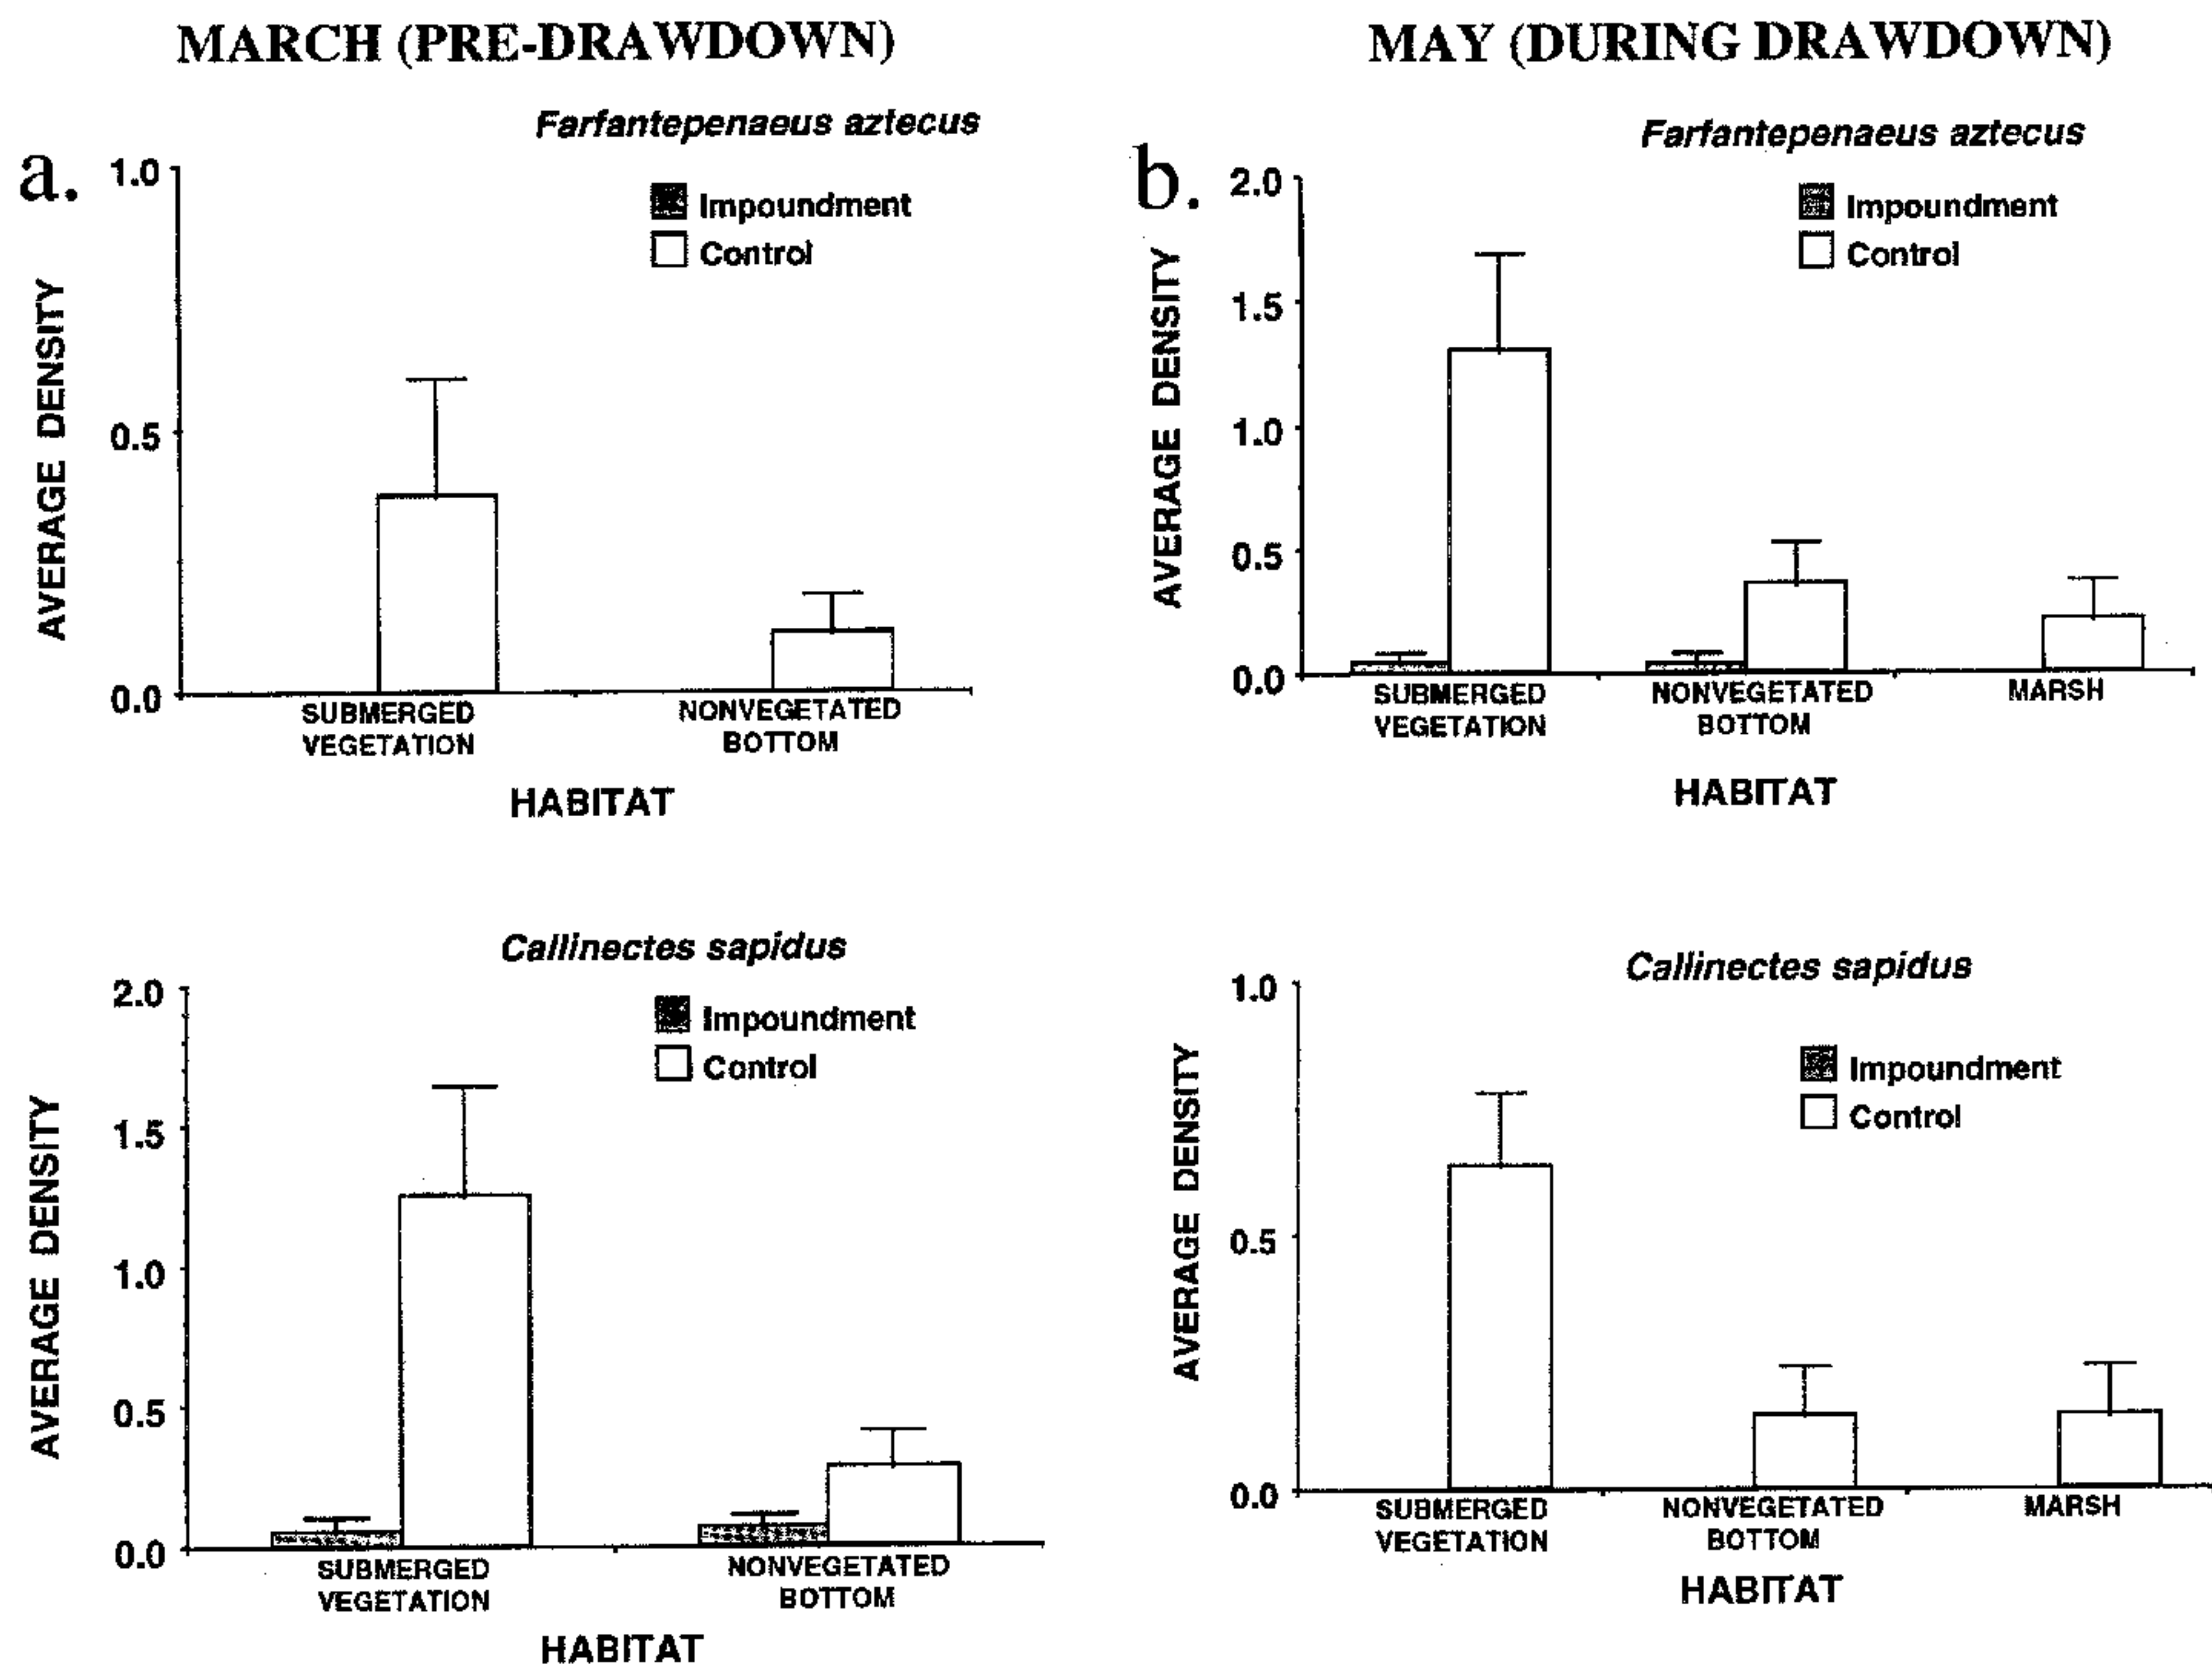 MARCH (PRE-DRAWDOWN)
MAY (DURING DRAWDOWN)
a.
Farfantepenaeus aztecus
Impoundment
Control
AVERAGE DENSITY
1.0
0.5
0.0
SUBMERGED
VEGETATION
NONVEGETATED
BOTTOM
HABITAT
b.
Farfantepenaeus aztecus
Impoundment
Control
AVERAGE DENSITY
2.0
1.5
1.0
0.5
0.0
SUBMERGED
VEGETATION
NONVEGETATED
BOTTOM
MARSH
HABITAT
Callinectes sapidus
Impoundment
Control
AVERAGE DENSITY
2.0
1.5
1.0
0.5
0.0
SUBMERGED
VEGETATION
NONVEGETATED
BOTTOM
HABITAT
Callinectes sapidus
Impoundment
Control
AVERAGE DENSITY
1.0
0.5
0.0
SUBMERGED
VEGETATION
NONVEGETATED
BOTTOM
MARSH
HABITAT